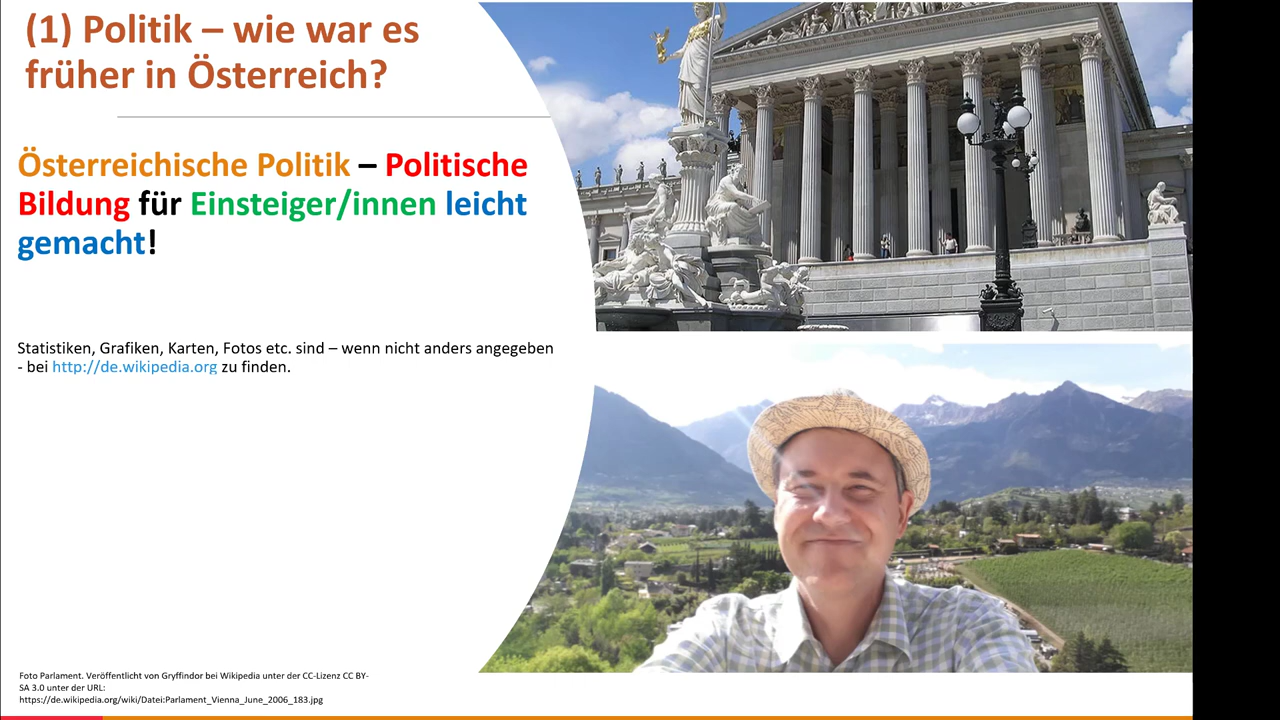 (1) Politik – wie war es
früher in Österreich?
Österreichische Politik – Politische
Bildung für Einsteiger/innen leicht
gemacht!
Statistiken, Grafiken, Karten, Fotos etc. sind – wenn nicht anders angegeben
- bei http://de.wikipedia.org zu finden.
Foto Parlament. Veröffentlicht von Gryffindor bei Wikipedia unter der CC-Lizenz CC BY-
SA 3.0 unter der URL:
https://de.wikipedia.org/wiki/Datei:Parlament_Vienna_June_2006_183.jpg